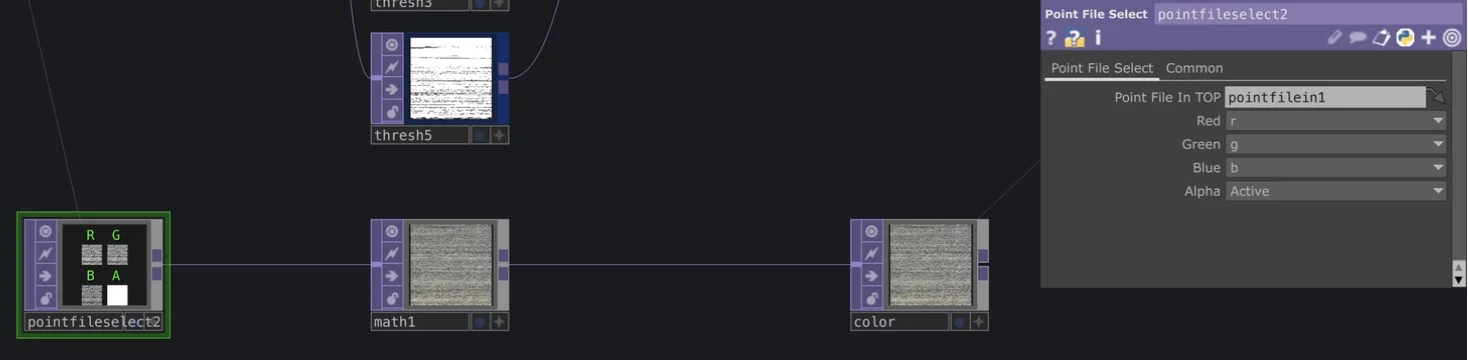 thresh3
thresh5
R G
B A
pointfileselect2
math1
color
Point File Select pointfileselect2
? ? i
Point File Select Common
Point File In TOP pointfilein1
Red r
Green g
Blue b
Alpha Active